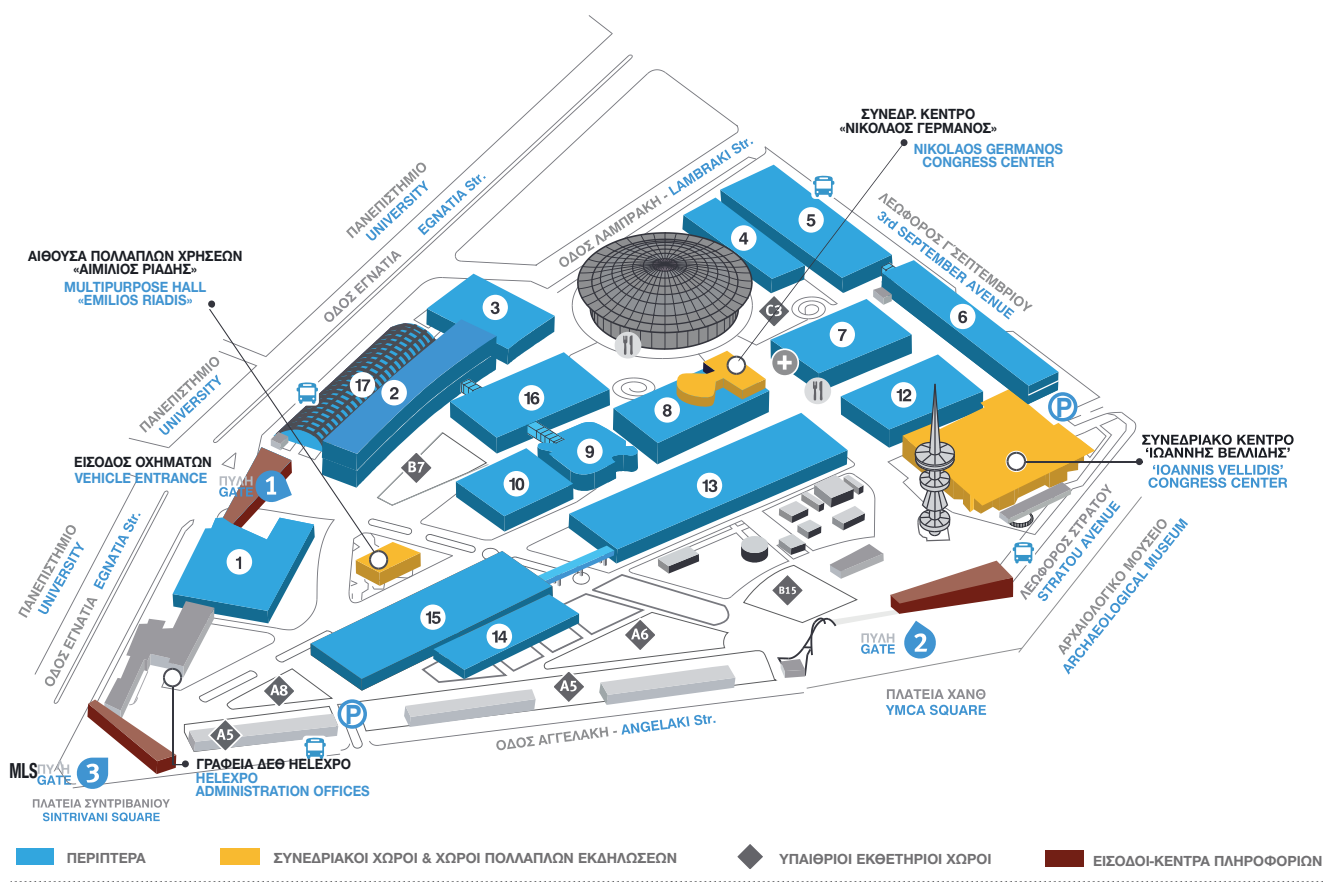 ΣΥΝΕΔΡ. ΚΕΝΤΡΟ
«ΝΙΚΟΛΑΟΣ ΓΕΡΜΑΝΟΣ»
NIKOLAOS GERMANOS
CONGRESS CENTER
ΠΑΝΕΠΙΣΤΗΜΙΟ
UNIVERSITY
EGNATIA Str.
ΟΔΟΣ ΕΓΝΑΤΙΑ
ΟΔΟΣ ΛΑΜΠΡΑΚΗ - LAMBRAKI Str.
ΛΕΩΦΟΡΟΣ Γ΄ΣΕΠΤΕΜΒΡΙΟΥ
3rd SEPTEMBER AVENUE
ΑΙΘΟΥΣΑ ΠΟΛΛΑΠΛΩΝ ΧΡΗΣΕΩΝ
«ΑΙΜΙΛΙΟΣ ΡΙΑΔΗΣ»
MULTIPURPOSE HALL
«EMILIOS RIADIS»
5
4
3
C3
6
7
17
2
16
12
8
9
ΠΑΝΕΠΙΣΤΗΜΙΟ
UNIVERSITY
P
ΣΥΝΕΔΡΙΑΚΟ ΚΕΝΤΡΟ
‘ΙΩΑΝΝΗΣ ΒΕΛΛΙΔΗΣ’
‘IOANNIS VELLIDIS’
CONGRESS CENTER
ΕΙΣΟΔΟΣ ΟΧΗΜΑΤΩΝ
VEHICLE ENTRANCE
ΠΥΛΗ
GATE 1
B7
10
13
1
ΠΑΝΕΠΙΣΤΗΜΙΟ
UNIVERSITY
EGNATIA Str.
ΟΔΟΣ ΕΓΝΑΤΙΑ
ΛΕΩΦΟΡΟΣ ΣΤΡΑΤΟΥ
STRATOU AVENUE
ΑΡΧΑΙΟΛΟΓΙΚΟ ΜΟΥΣΕΙΟ
ARCHAEOLOGICAL MUSEUM
B15
15
14
A6
ΠΥΛΗ
GATE 2
A8
A5
ΠΛΑΤΕΙΑ ΧΑΝΘ
YMCA SQUARE
P
A5
ΟΔΟΣ ΑΓΓΕΛΑΚΗ - ANGELAKI Str.
ΓΡΑΦΕΙΑ ΔΕΘ HELEXPO
HELEXPO
ADMINISTRATION OFFICES
MLS
ΠΥΛΗ
GATE 3
ΠΛΑΤΕΙΑ ΣΥΝΤΡΙΒΑΝΙΟΥ
SINTRIVANI SQUARE
ΠΕΡΙΠΤΕΡΑ
ΣΥΝΕΔΡΙΑΚΟΙ ΧΩΡΟΙ & ΧΩΡΟΙ ΠΟΛΛΑΠΛΩΝ ΕΚΔΗΛΩΣΕΩΝ
ΥΠΑΙΘΡΙΟΙ ΕΚΘΕΤΗΡΙΟΙ ΧΩΡΟΙ
ΕΙΣΟΔΟΙ-ΚΕΝΤΡΑ ΠΛΗΡΟΦΟΡΙΩΝ